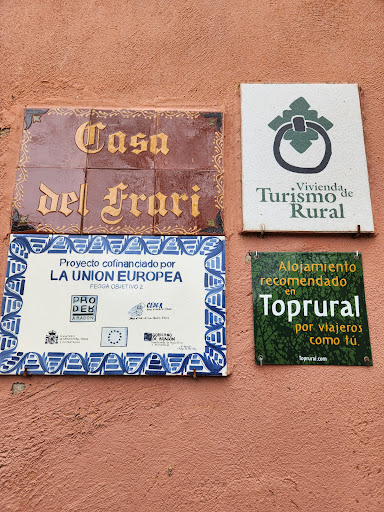 Casa
del Frari
Vivienda de
Turismo
Rural
Proyecto cofinanciado por
LA UNION EUROPEA
FEOGA OBJETIVO 2
PRO
DER
ARAGON
CEDER
GOBIERNO
DE ARAGON
Alojamiento
recomendado
en
Toprural
por viajeros
como tú.
Toprural.com